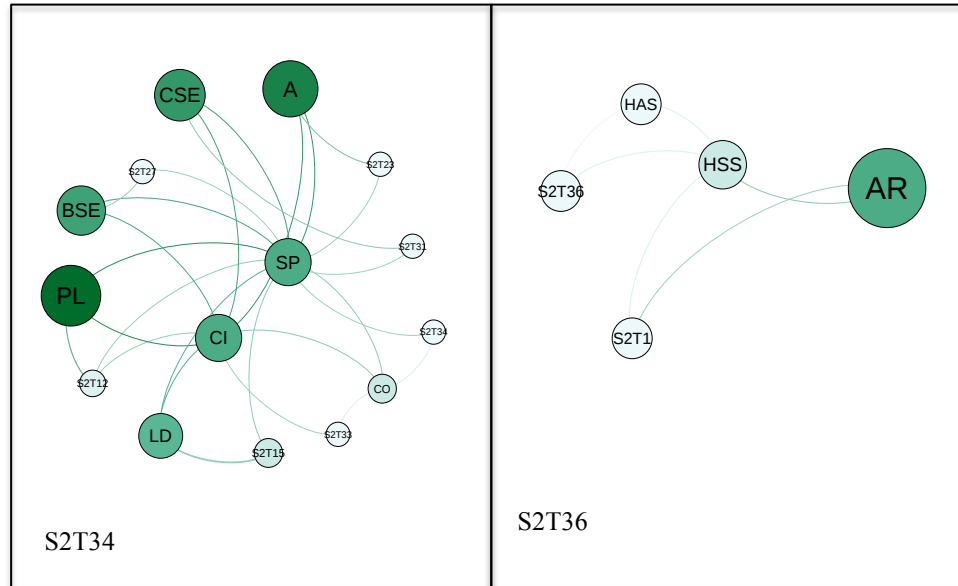 CSE
A
S2T27
S2T23
BSE
SP
S2T31
PL
CI
S2T34
S2T12
CO
LD
S2T33
S2T15
S2T34
HAS
HSS
S2T36
AR
S2T1
S2T36